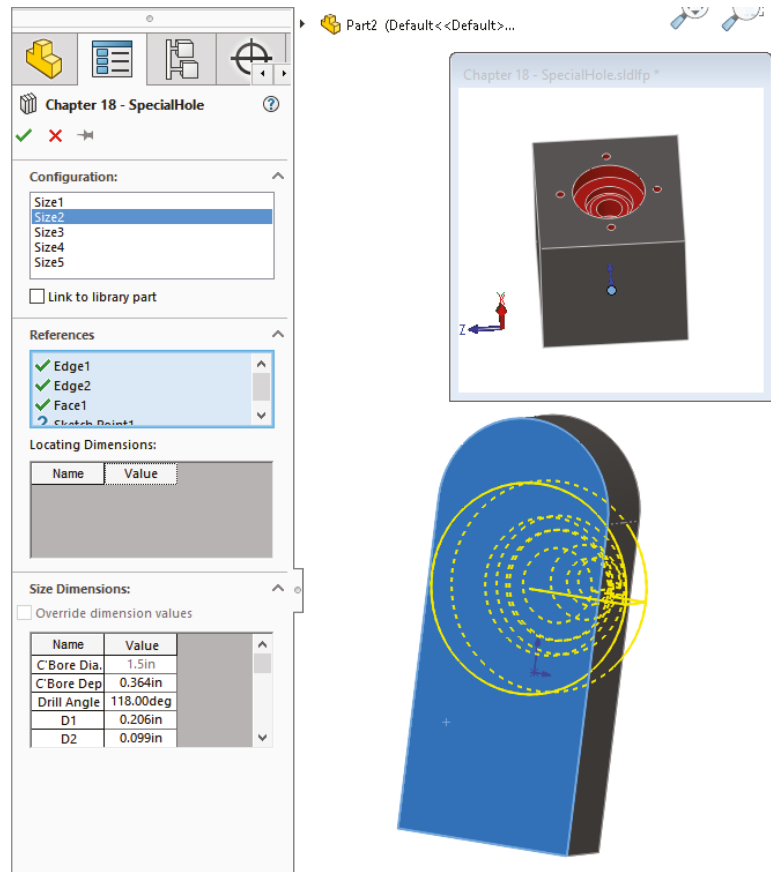 Part2 (Default<<Default>...
Chapter 18 - SpecialHole.sldlfp *
Chapter 18 - SpecialHole
Configuration:
Size1
Size2
Size3
Size4
Size5
Link to library part
References
Edge1
Edge2
Face1
Sketch Point1
Locating Dimensions:
Name Value
Size Dimensions:
Override dimension values
Name Value
C'Bore Dia. 1.5in
C'Bore Dep 0.364in
Drill Angle 118.00deg
D1 0.206in
D2 0.099in
Z